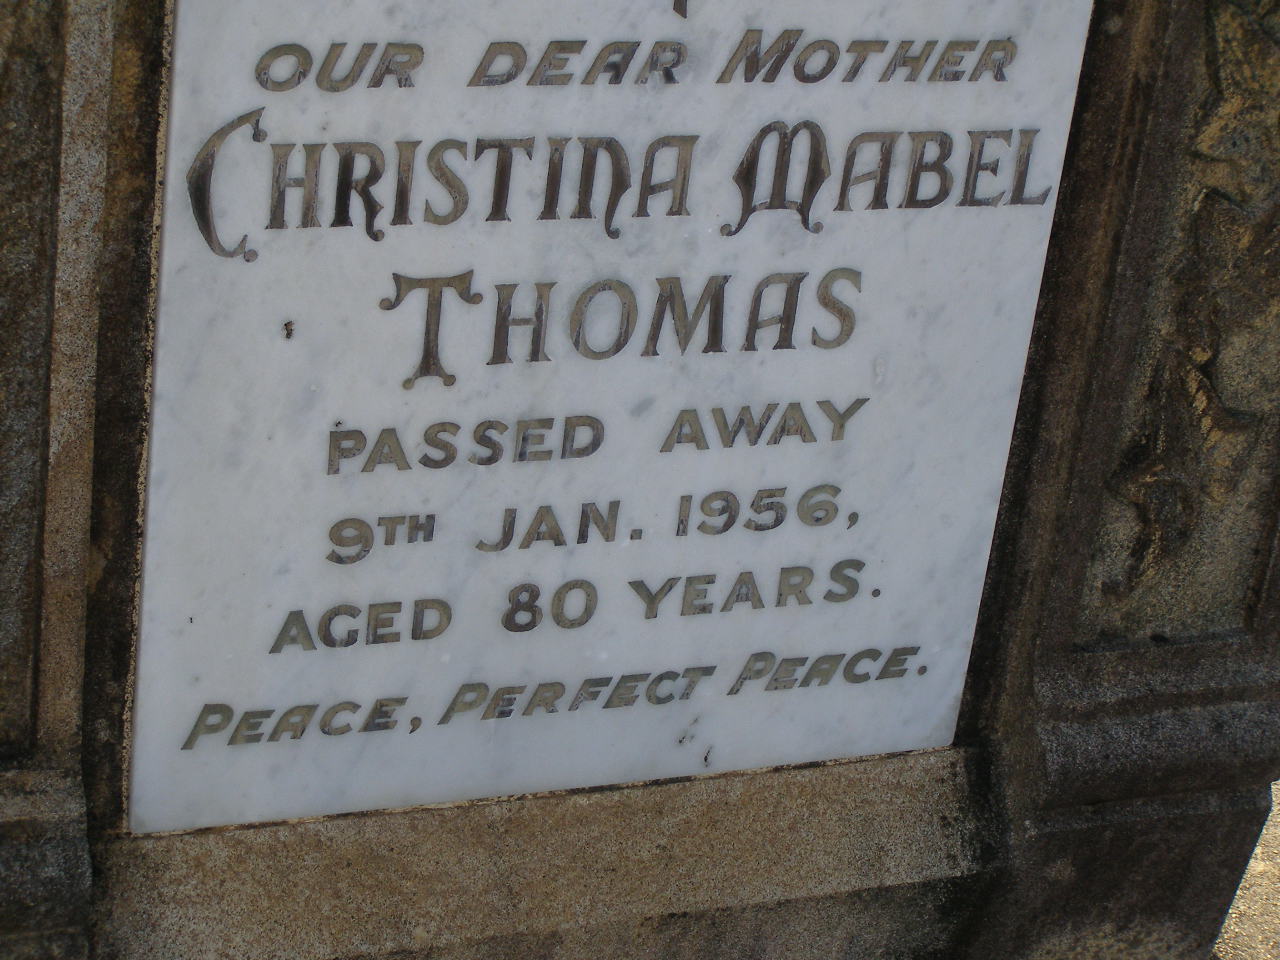 OUR DEAR MOTHER
CHRISTINA MABEL
THOMAS
PASSED AWAY
9TH JAN. 1956,
AGED 80 YEARS.
PEACE, PERFECT PEACE.